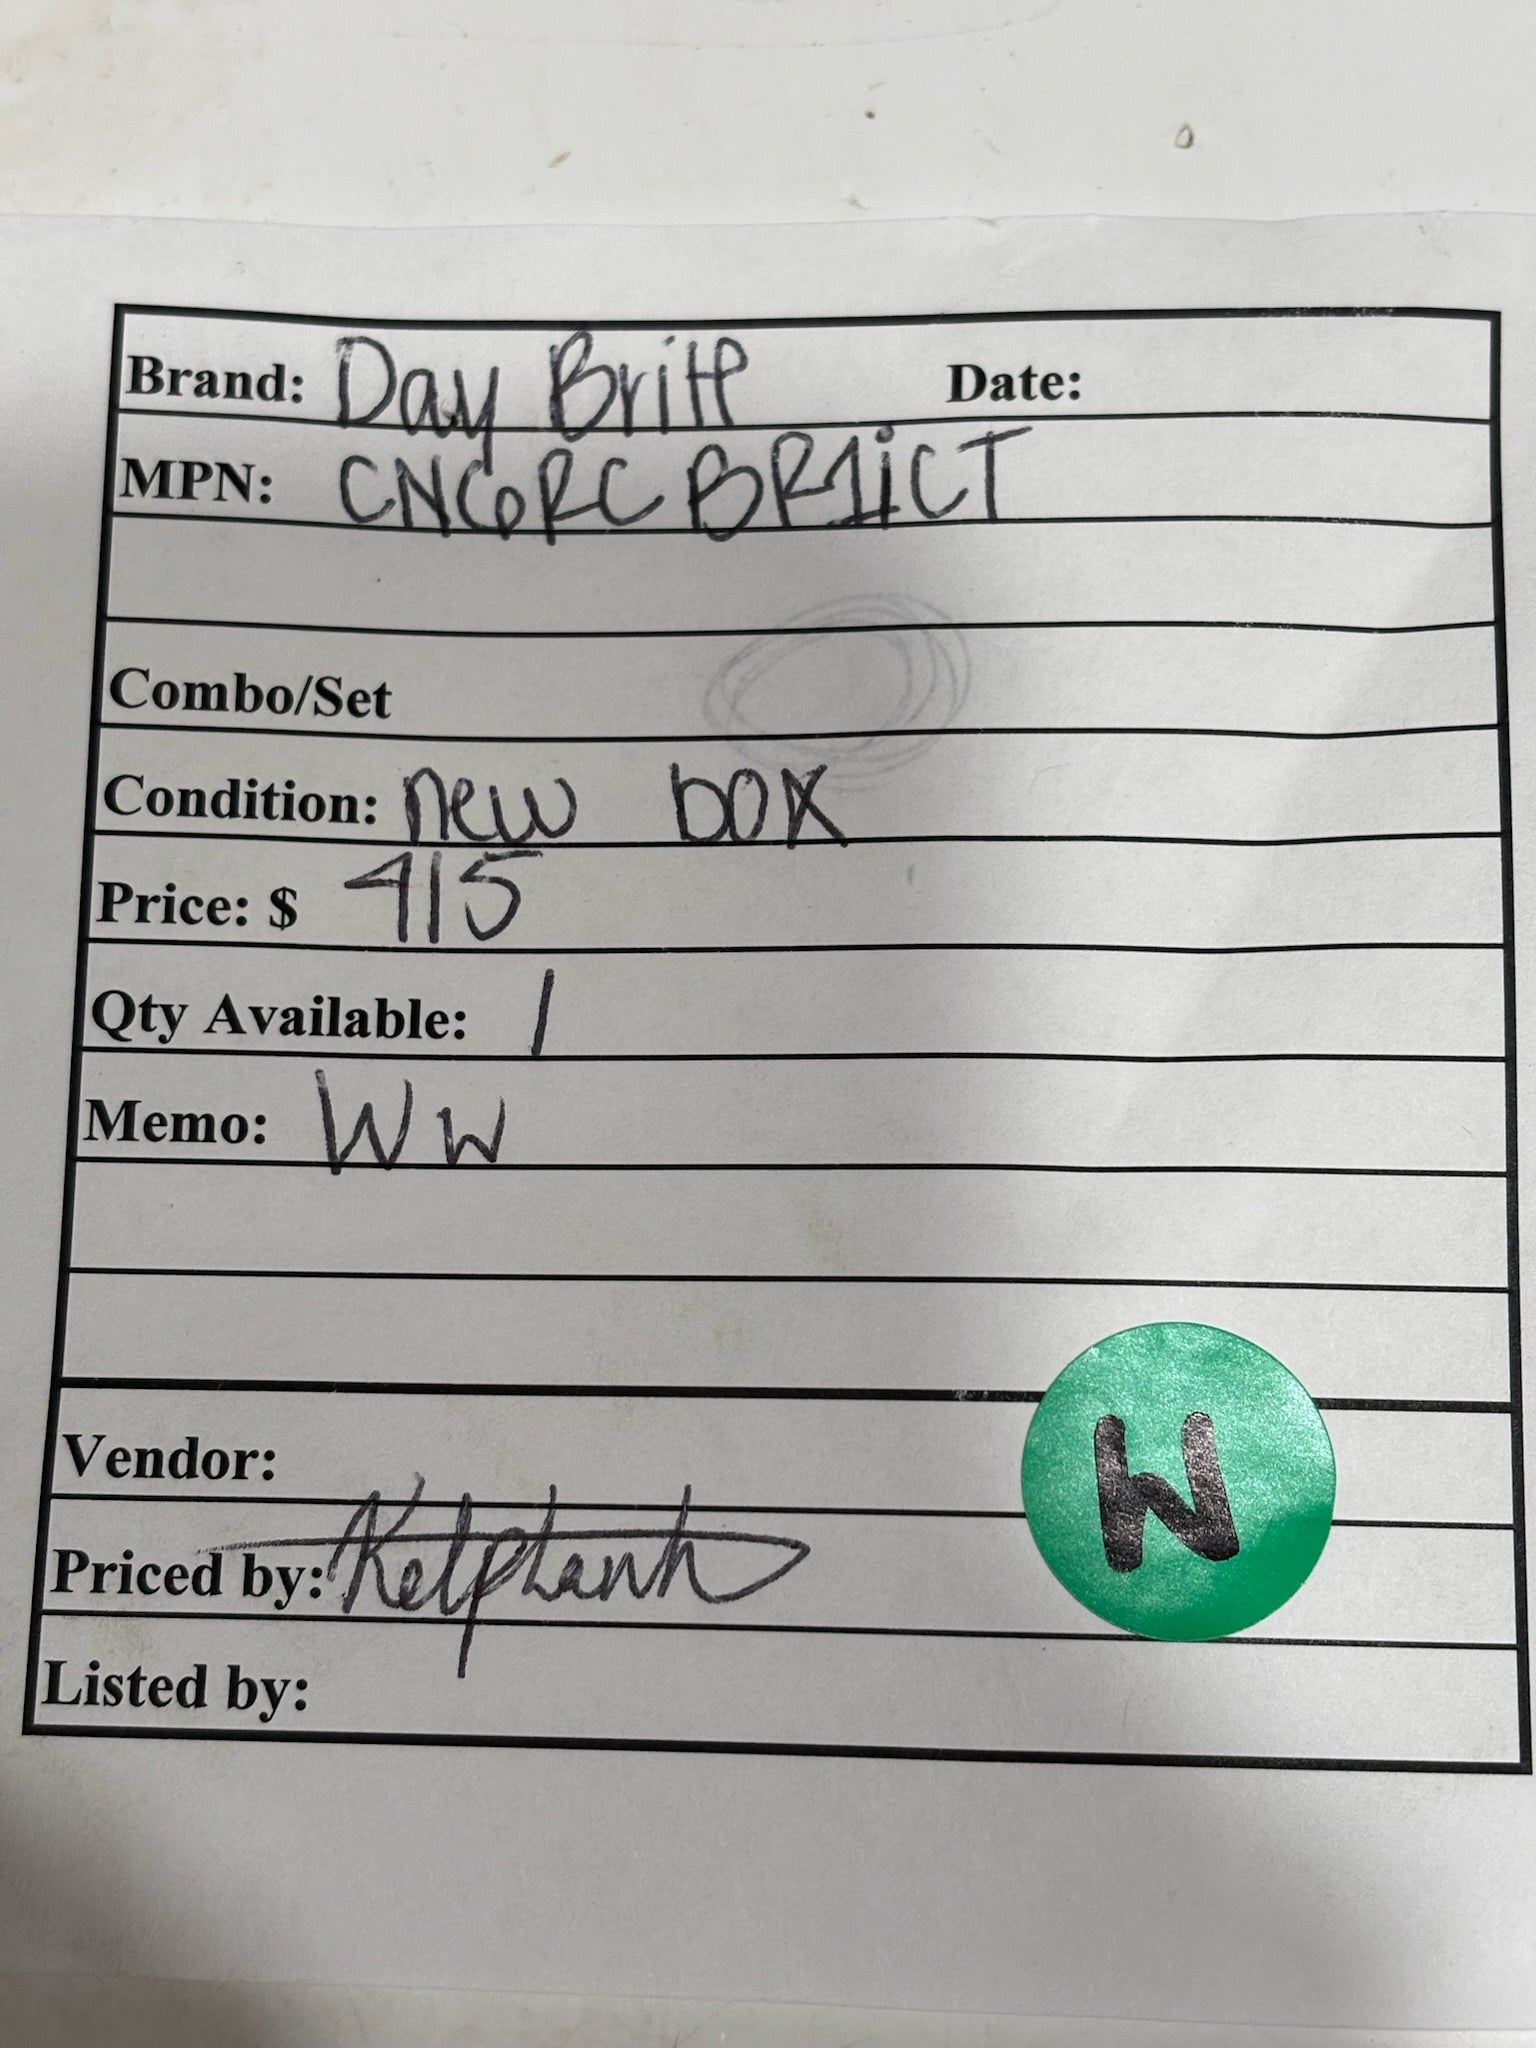 Brand: Day Brite Date:
MPN: CNG6RCBR1iCT
Combo/Set
Condition: new box
Price: $ 415
Qty Available: 1
Memo: WW
Vendor:
Priced by:
Listed by:
W